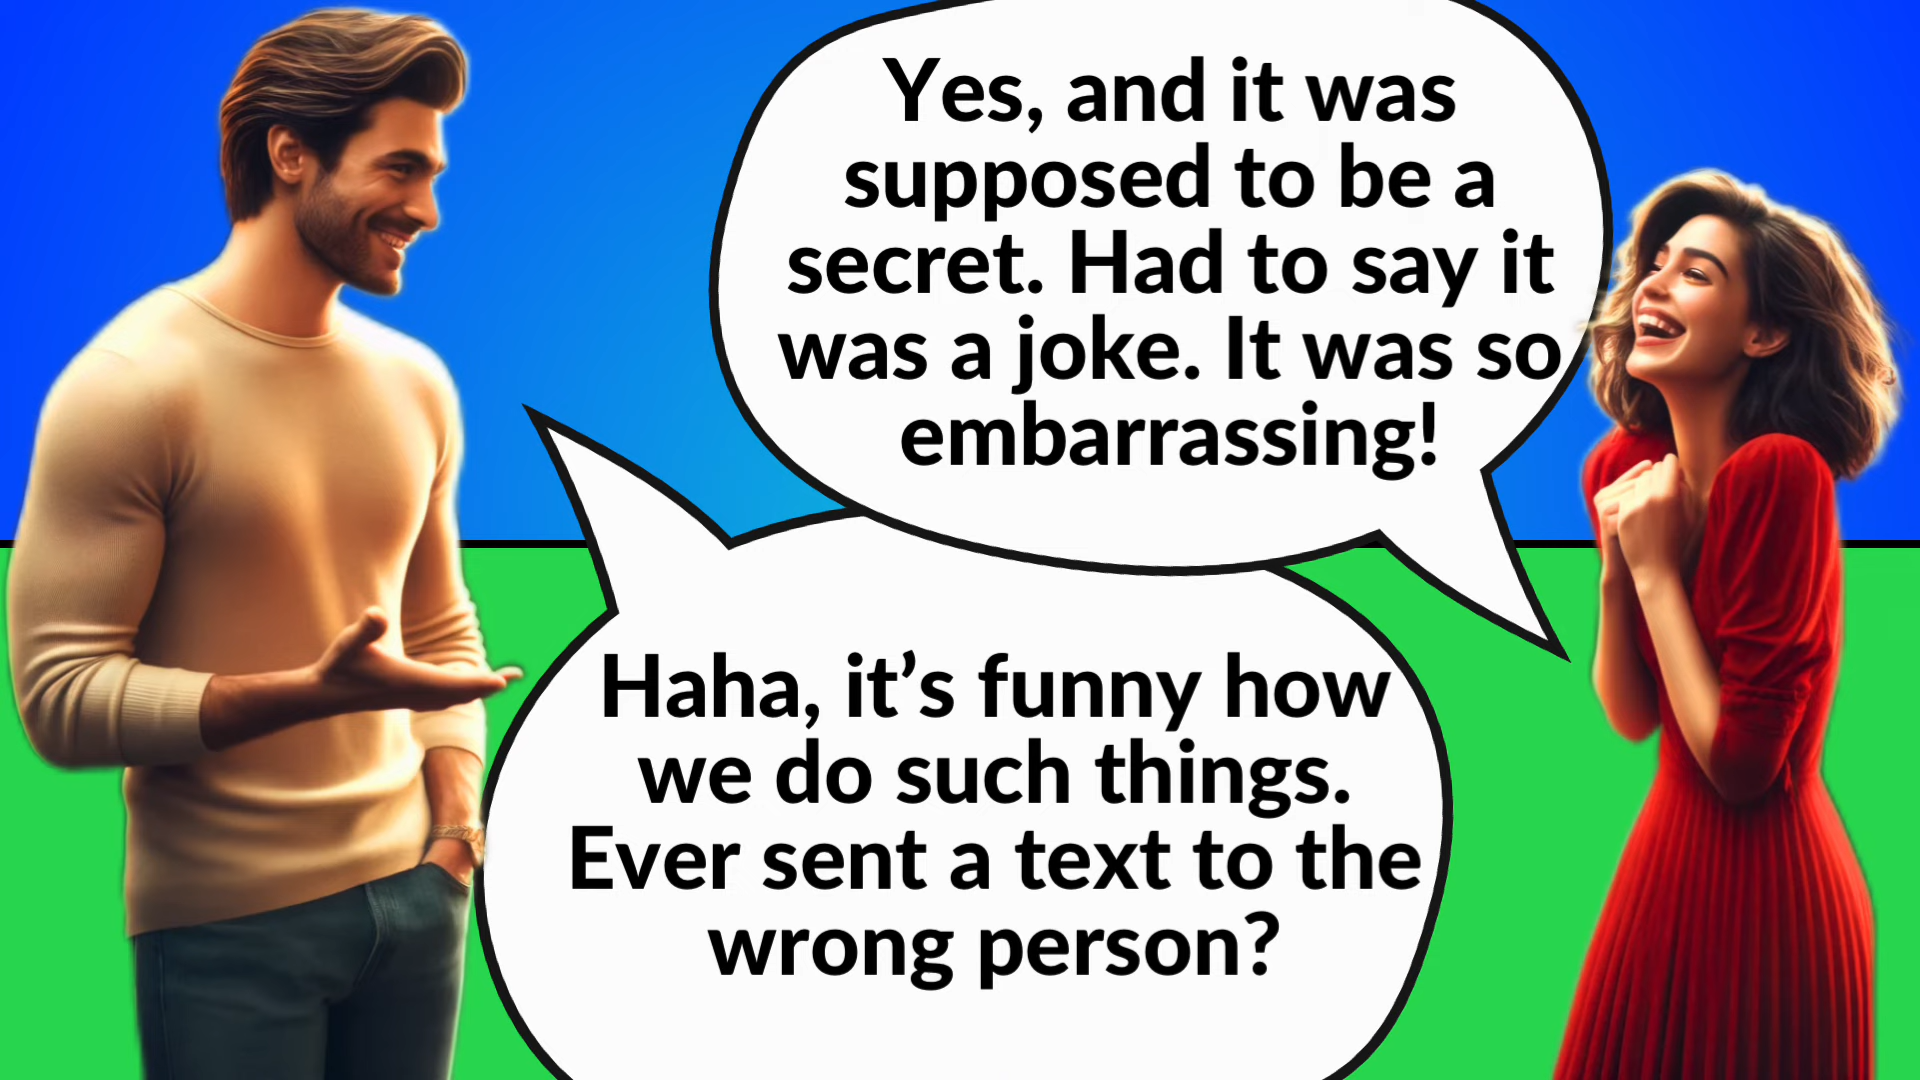 Yes, and it was
supposed to be a
secret. Had to say it
was a joke. It was so
embarrassing!
Haha, it’s funny how
we do such things.
Ever sent a text to the
wrong person?